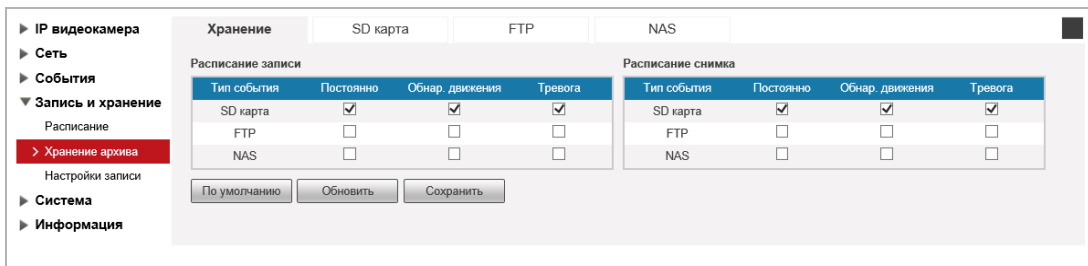 IP видеокамера
Сеть
События
Запись и хранение
Расписание
> Хранение архива
Настройки записи
Система
Информация
Хранение SD карта FTP NAS
Расписание записи
Тип события Постоянно Обнар. движения Тревога
SD карта
FTP
NAS
Расписание снимка
Тип события Постоянно Обнар. движения Тревога
SD карта
FTP
NAS
По умолчанию Обновить Сохранить